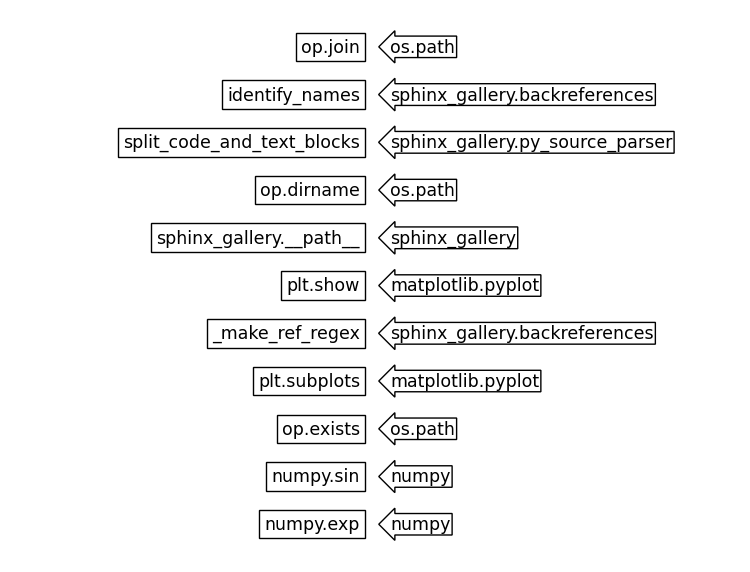 op.join os.path
identify_names sphinx_gallery.backreferences
split_code_and_text_blocks sphinx_gallery.py_source_parser
op.dirname os.path
sphinx_gallery.__path__ sphinx_gallery
plt.show matplotlib.pyplot
_make_ref_regex sphinx_gallery.backreferences
plt.subplots matplotlib.pyplot
op.exists os.path
numpy.sin numpy
numpy.exp numpy